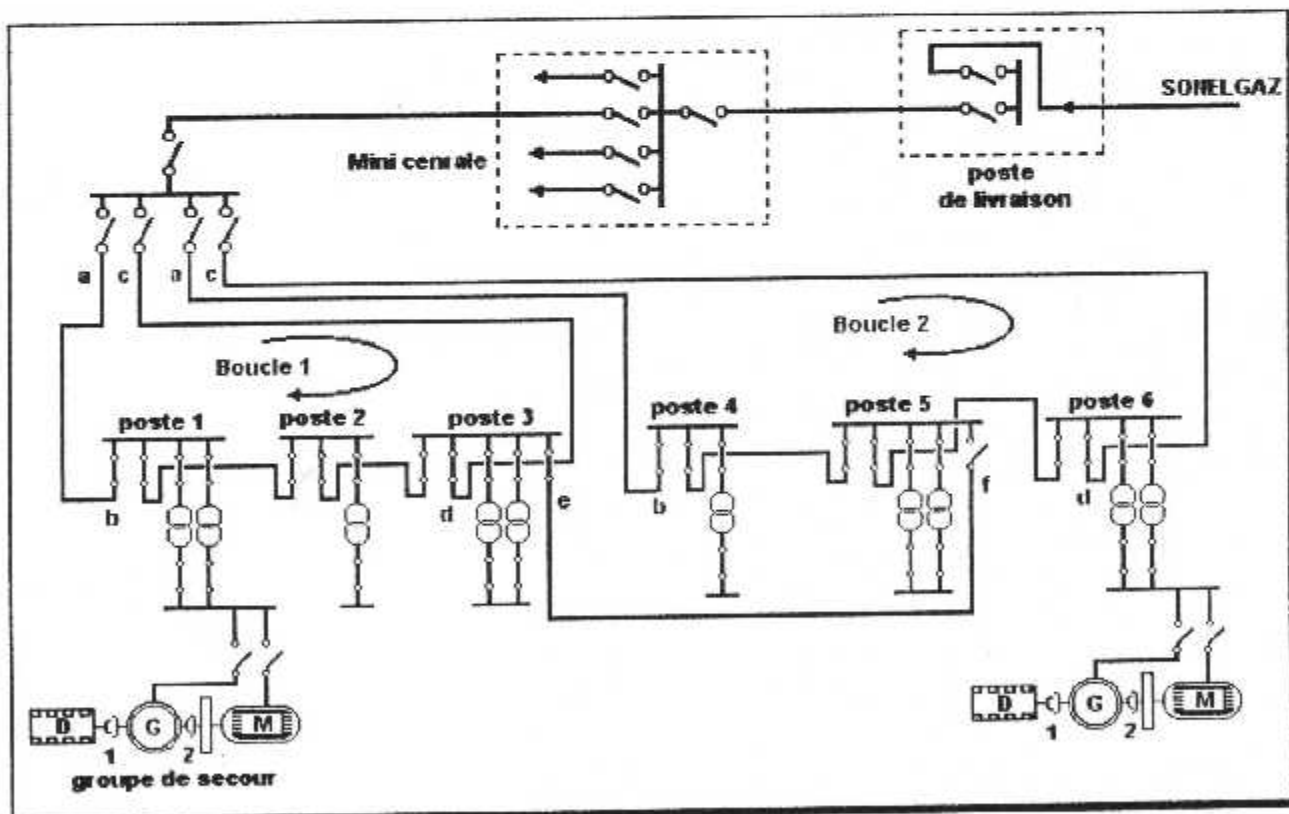 SONELGAZ
Mini cenrale
poste
de livraison
a
c
a
c
Boucle 1
Boucle 2
poste 1
poste 2
poste 3
poste 4
poste 5
poste 6
b
d
e
b
f
d
D
G
M
1
2
groupe de secour
D
G
M
1
2